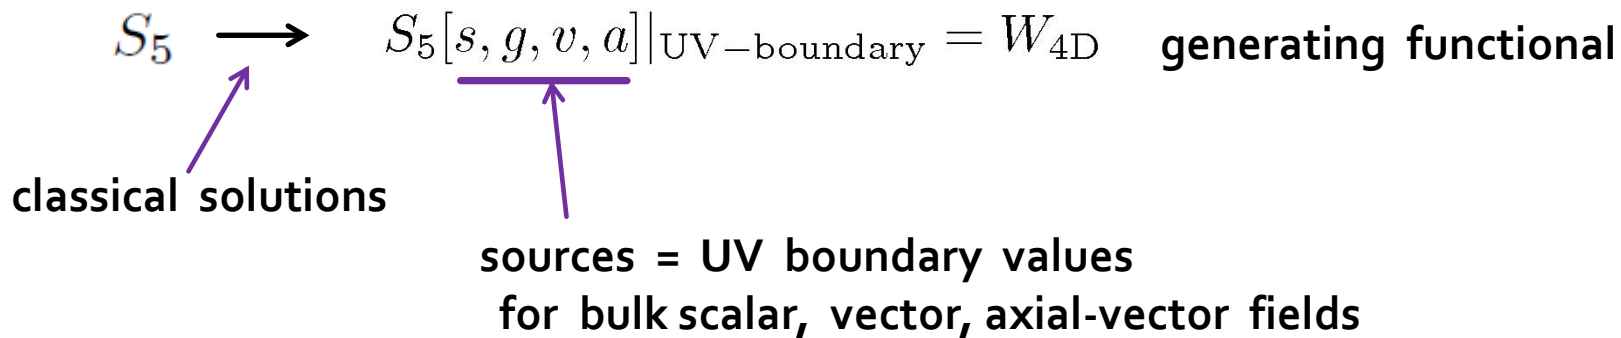 S₅ ⟶ S₅[s, g, v, a]|UV−boundary = W₄D generating functional
classical solutions
sources = UV boundary values
for bulk scalar, vector, axial-vector fields